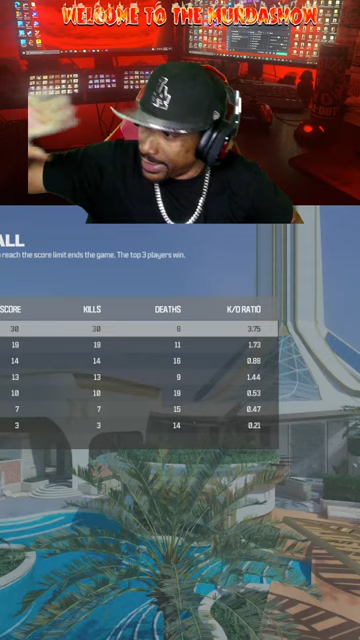 WELCOME TO THE MUNDASHOW
ALL
reach the score limit ends the game. The top 3 players win.
SCORE KILLS DEATHS K/D RATIO
30 30 8 3.75
19 19 11 1.73
14 14 16 0.88
13 13 9 1.44
10 10 19 0.53
7 7 15 0.47
3 3 14 0.21